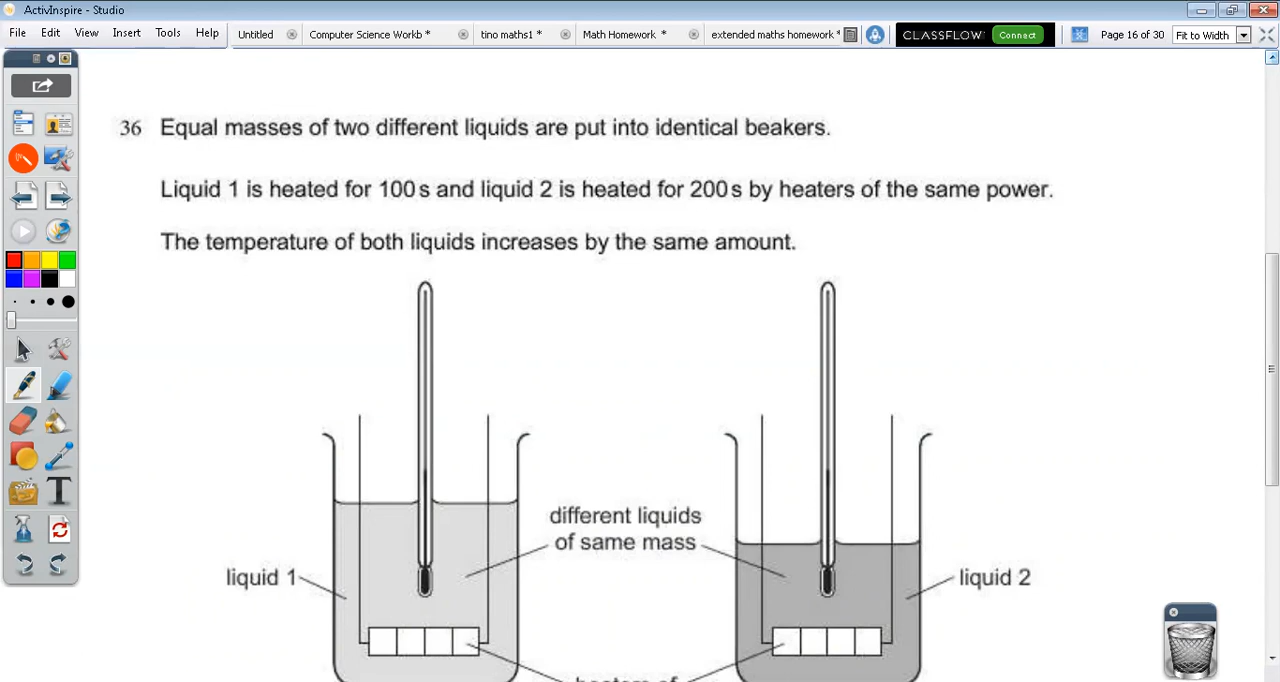 ActivInspire - Studio
File Edit View Insert Tools Help Untitled Computer Science Workb * tino maths1 * Math Homework * extended maths homework * CLASSFLOW Connect Page 16 of 30 Fit to Width
36 Equal masses of two different liquids are put into identical beakers.
Liquid 1 is heated for 100 s and liquid 2 is heated for 200 s by heaters of the same power.
The temperature of both liquids increases by the same amount.
different liquids
of same mass
liquid 1
liquid 2
heaters of
T